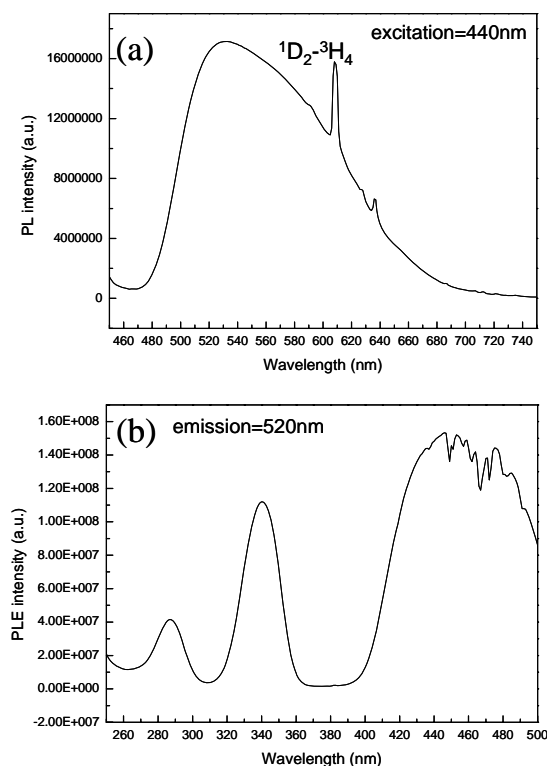 (a)
excitation=440nm
¹D₂-³H₄
PL intensity (a.u.)
16000000
12000000
8000000
4000000
0
460 480 500 520 540 560 580 600 620 640 660 680 700 720 740
Wavelength (nm)
(b)
emission=520nm
PLE intensity (a.u.)
1.60E+008
1.40E+008
1.20E+008
1.00E+008
8.00E+007
6.00E+007
4.00E+007
2.00E+007
0.00E+000
-2.00E+007
260 280 300 320 340 360 380 400 420 440 460 480 500
Wavelength (nm)